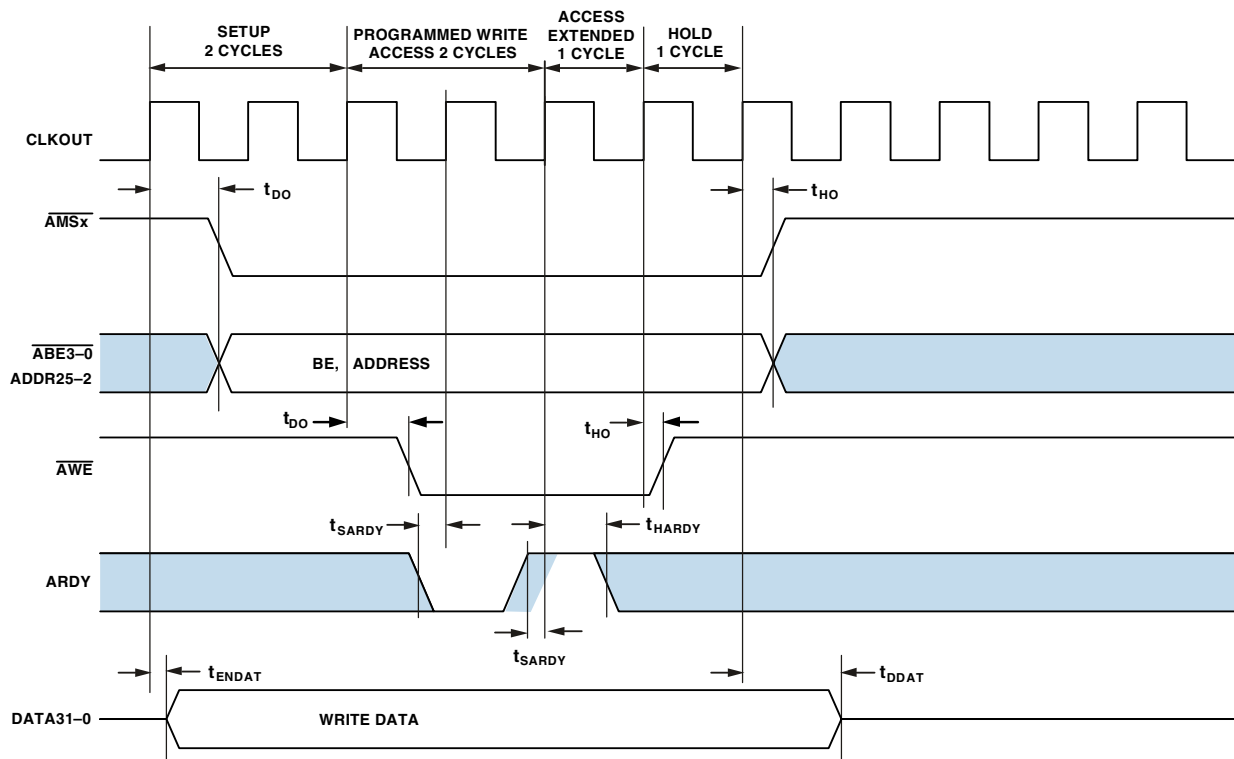 SETUP
2 CYCLES
PROGRAMMED WRITE
ACCESS 2 CYCLES
ACCESS
EXTENDED
1 CYCLE
HOLD
1 CYCLE
CLKOUT
tDO
tHO
AMSx
ABE3–0
ADDR25–2
BE, ADDRESS
tDO
tHO
AWE
tSARDY
tHARDY
ARDY
tSARDY
tENDAT
tDDAT
DATA31–0
WRITE DATA